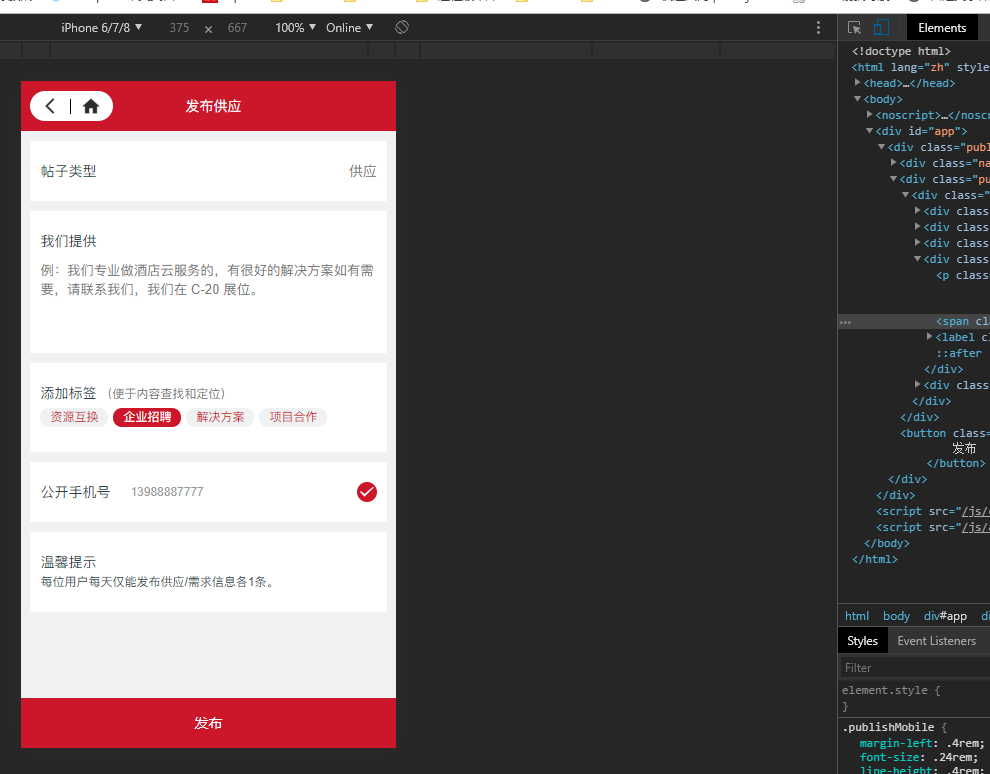 iPhone 6/7/8 ▼ 375 × 667 100% ▼ Online ▼
Elements
发布供应
帖子类型 供应
我们提供
例：我们专业做酒店云服务的，有很好的解决方案如有需
要，请联系我们，我们在 C-20 展位。
添加标签 （便于内容查找和定位）
资源互换 企业招聘 解决方案 项目合作
公开手机号 13988887777
温馨提示
每位用户每天仅能发布供应/需求信息各1条。
发布
<!doctype html>
<html lang="zh" style
<head>…</head>
<body>
<noscript>…</noscr
<div id="app">
<div class="publ
<div class="na
<div class="pu
<div class="
<div class
<div class
<div class
<div class
<p clas
<span cl
<label c
::after
</div>
<div class
</div>
</div>
<button class=
发布
</button>
</div>
</div>
<script src="/js/
<script src="/js/
</body>
</html>
html body div#app di
Styles Event Listeners
Filter
element.style {
}
.publishMobile {
margin-left: .4rem;
font-size: .24rem;
line-height: .4rem;